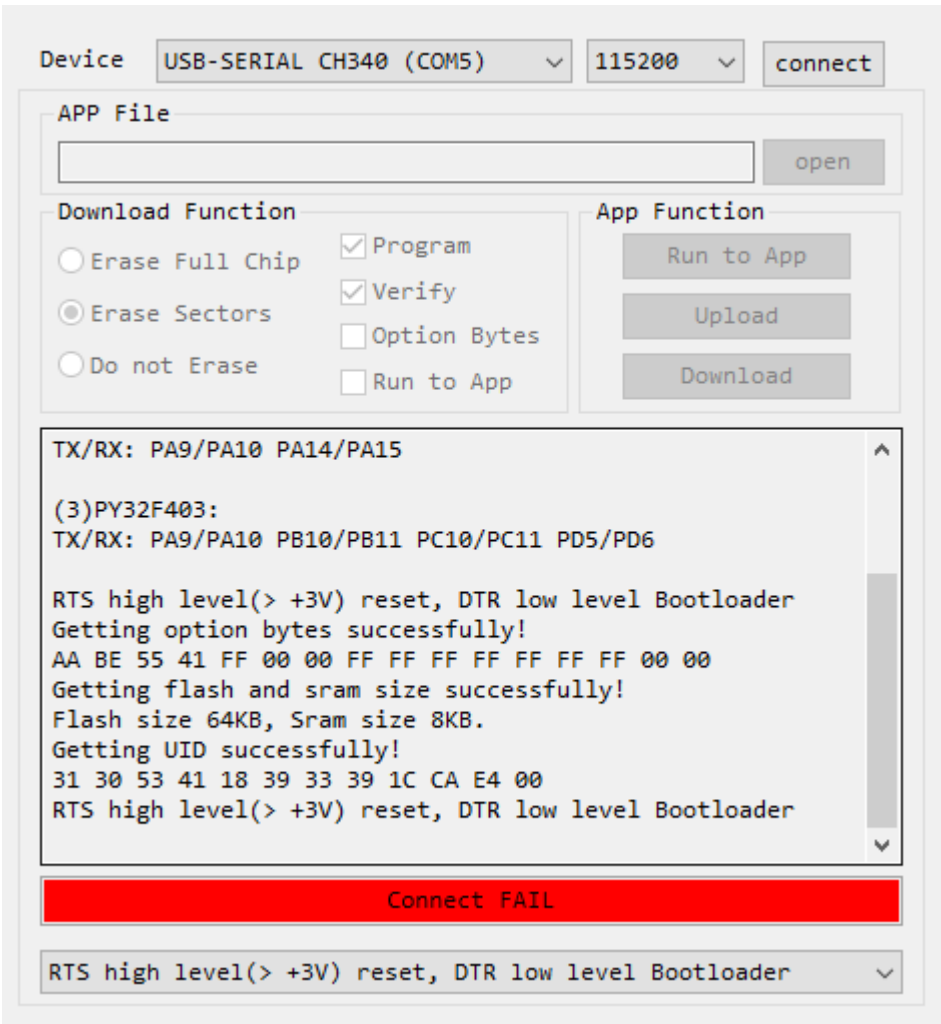 Device USB-SERIAL CH340 (COM5) 115200 connect
APP File
open
Download Function
App Function
Erase Full Chip
Erase Sectors
Do not Erase
Program
Verify
Option Bytes
Run to App
Run to App
Upload
Download
TX/RX: PA9/PA10 PA14/PA15
(3)PY32F403:
TX/RX: PA9/PA10 PB10/PB11 PC10/PC11 PD5/PD6
RTS high level(> +3V) reset, DTR low level Bootloader
Getting option bytes successfully!
AA BE 55 41 FF 00 00 FF FF FF FF FF FF FF 00 00
Getting flash and sram size successfully!
Flash size 64KB, Sram size 8KB.
Getting UID successfully!
31 30 53 41 18 39 33 39 1C CA E4 00
RTS high level(> +3V) reset, DTR low level Bootloader
Connect FAIL
RTS high level(> +3V) reset, DTR low level Bootloader